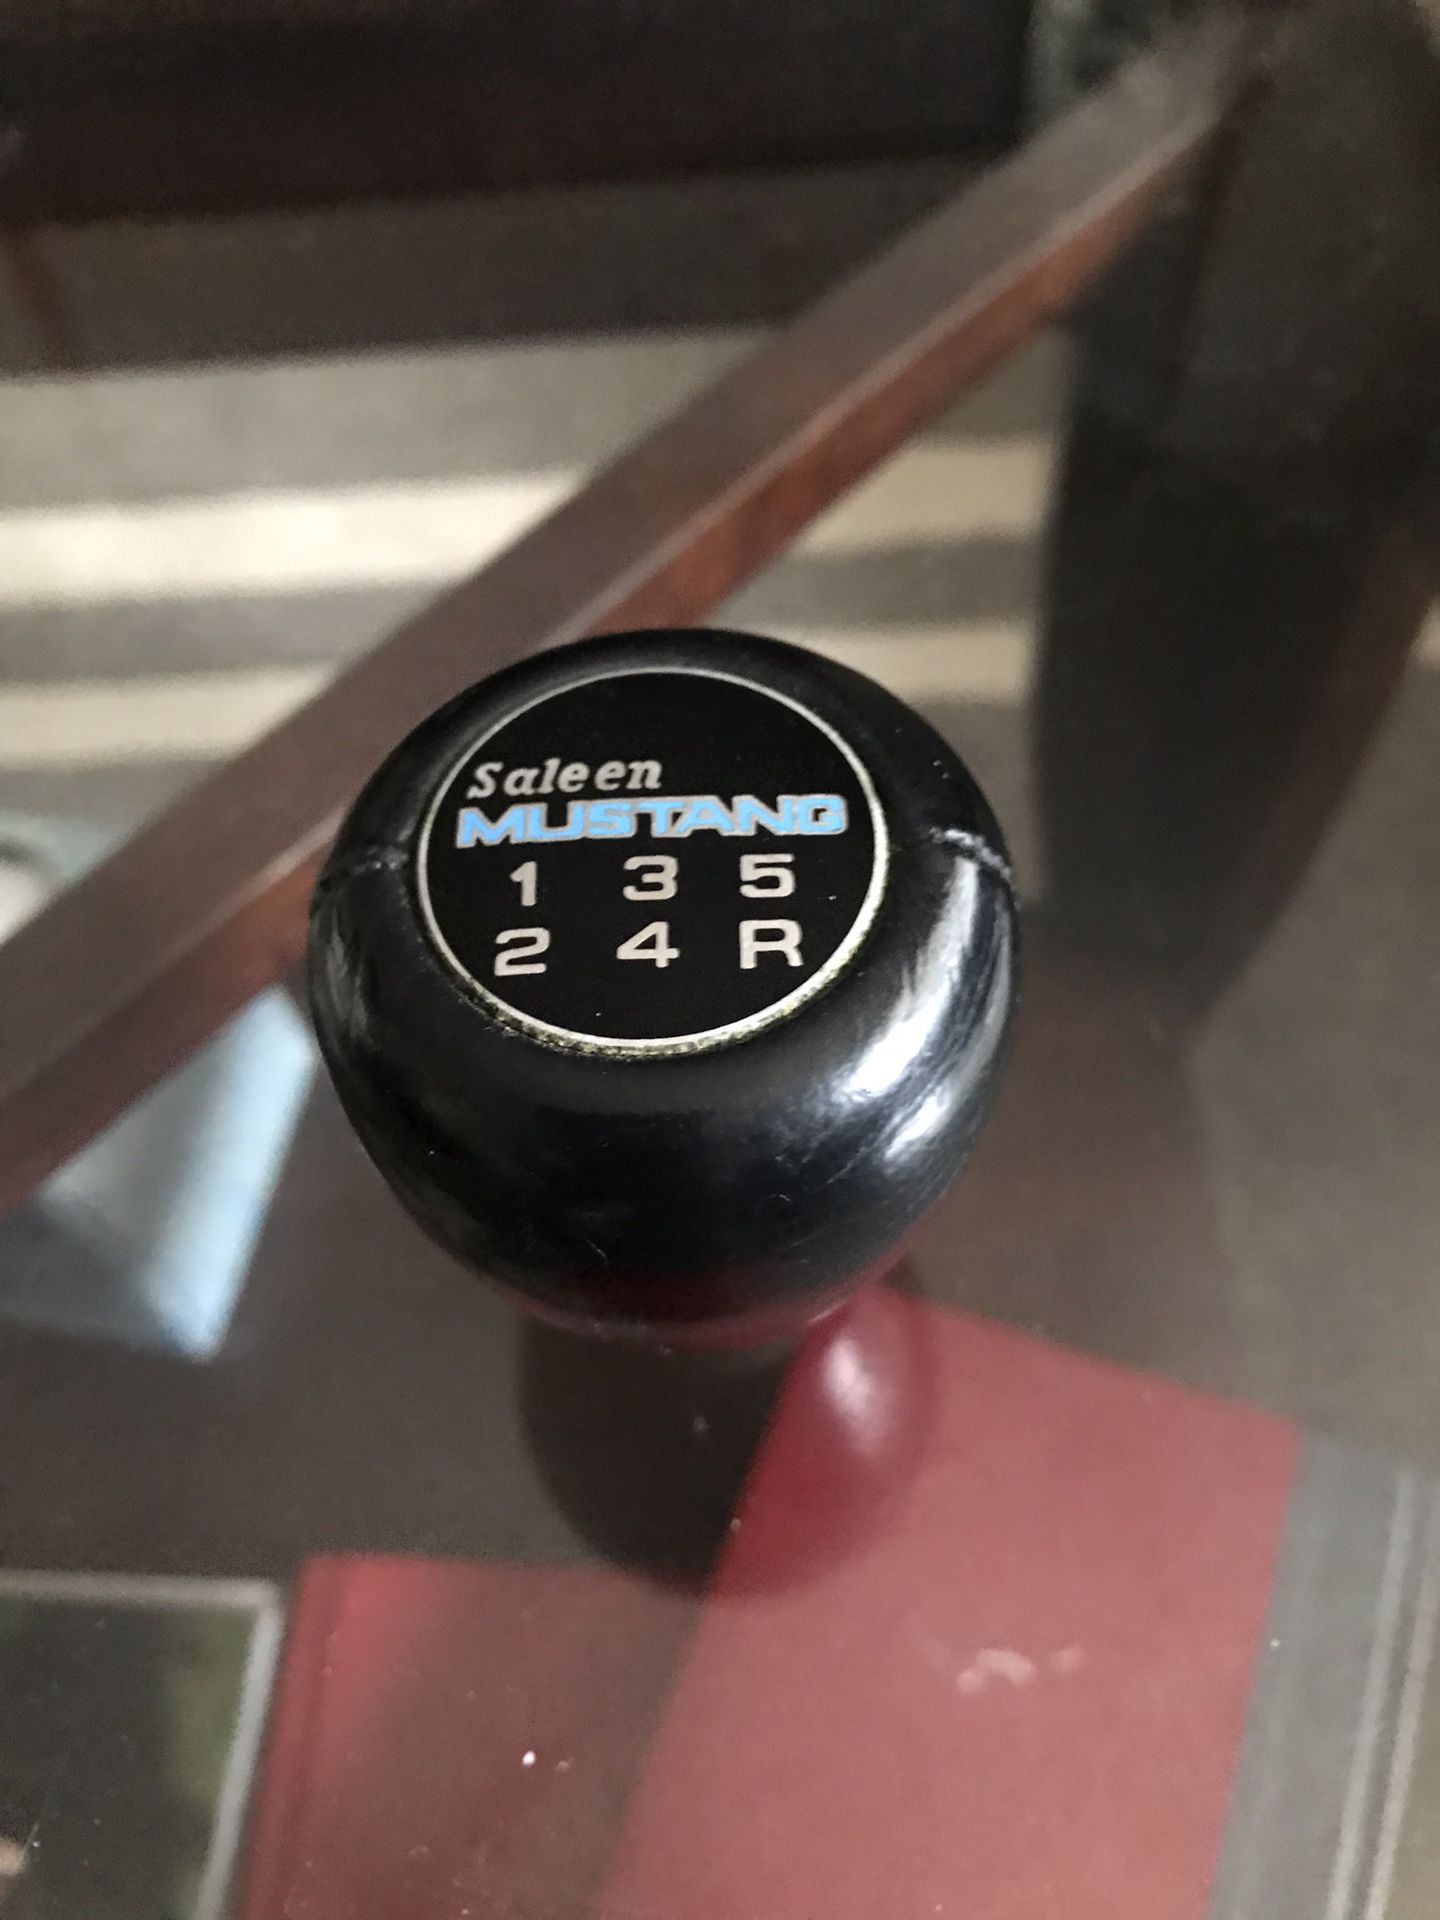 Saleen
MUSTANG
1 3 5
2 4 R